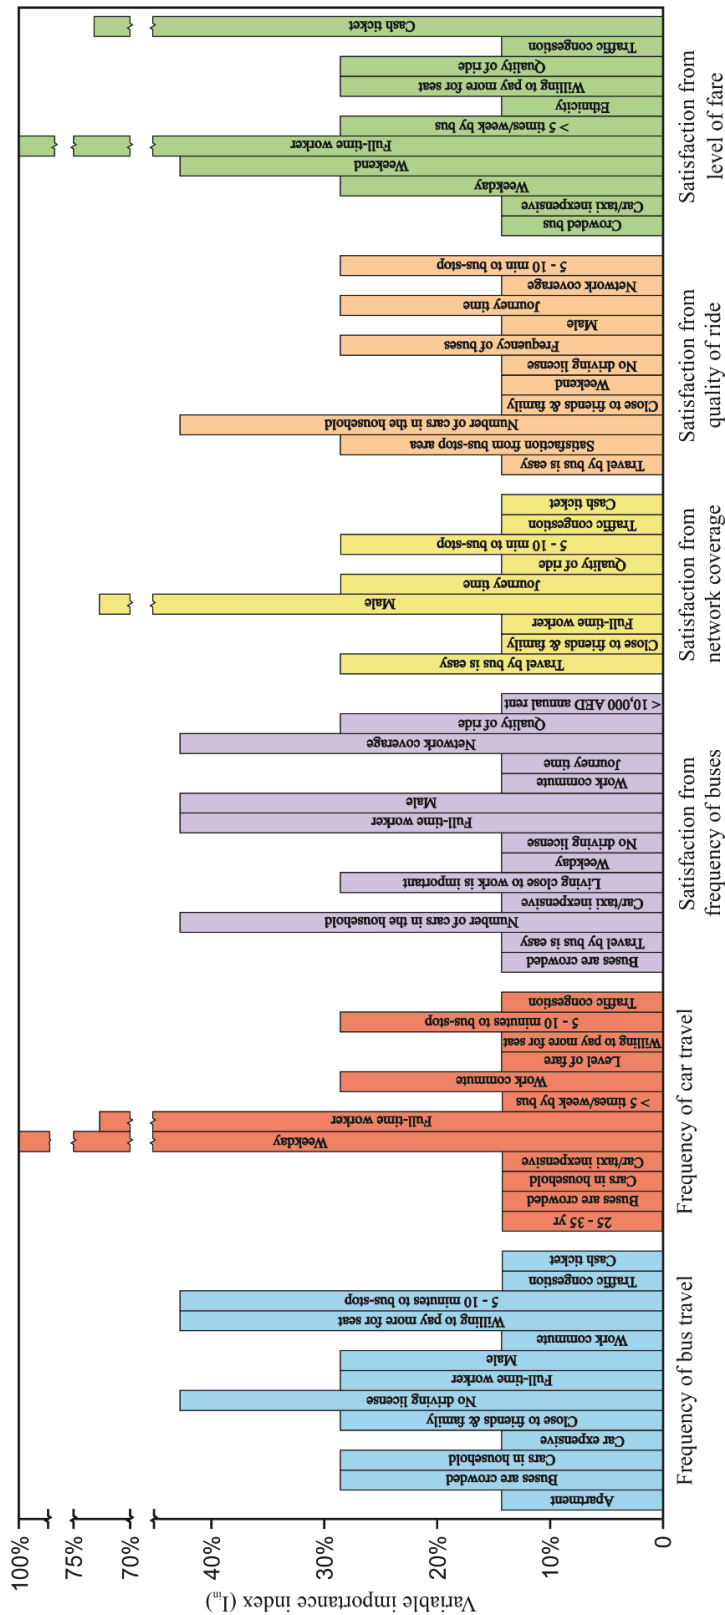 Variable importance index (I_in)
100%
75%
70%
40%
30%
20%
10%
0
Apartment
Buses are crowded
Cars in household
Car expensive
Close to friends & family
No driving license
Full-time worker
Male
Work commute
Willing to pay more for seat
5 - 10 minutes to bus-stop
Traffic congestion
Cash ticket
Frequency of bus travel
25 - 35 yr
Buses are crowded
Cars in household
Car/taxi inexpensive
Weekday
Full-time worker
> 5 times/week by bus
Work commute
Level of fare
Willing to pay more for seat
5 - 10 minutes to bus-stop
Traffic congestion
Frequency of car travel
Buses are crowded
Travel by bus is easy
Number of cars in the household
Car/taxi inexpensive
Living close to work is important
Weekday
No driving license
Full-time worker
Male
Work commute
Journey time
Network coverage
Quality of ride
< 10,000 AED annual rent
Satisfaction from
frequency of buses
Travel by bus is easy
Close to friends & family
Full-time worker
Male
Journey time
Quality of ride
5 - 10 min to bus-stop
Traffic congestion
Cash ticket
Satisfaction from
network coverage
Travel by bus is easy
Satisfaction from bus-stop area
Number of cars in the household
Close to friends & family
Weekend
No driving license
Frequency of buses
Male
Journey time
Network coverage
5 - 10 min to bus-stop
Satisfaction from
quality of ride
Crowded bus
Car/taxi inexpensive
Weekday
Weekend
Full-time worker
> 5 times/week by bus
Ethnicity
Willing to pay more for seat
Quality of ride
Traffic congestion
Cash ticket
Satisfaction from
level of fare